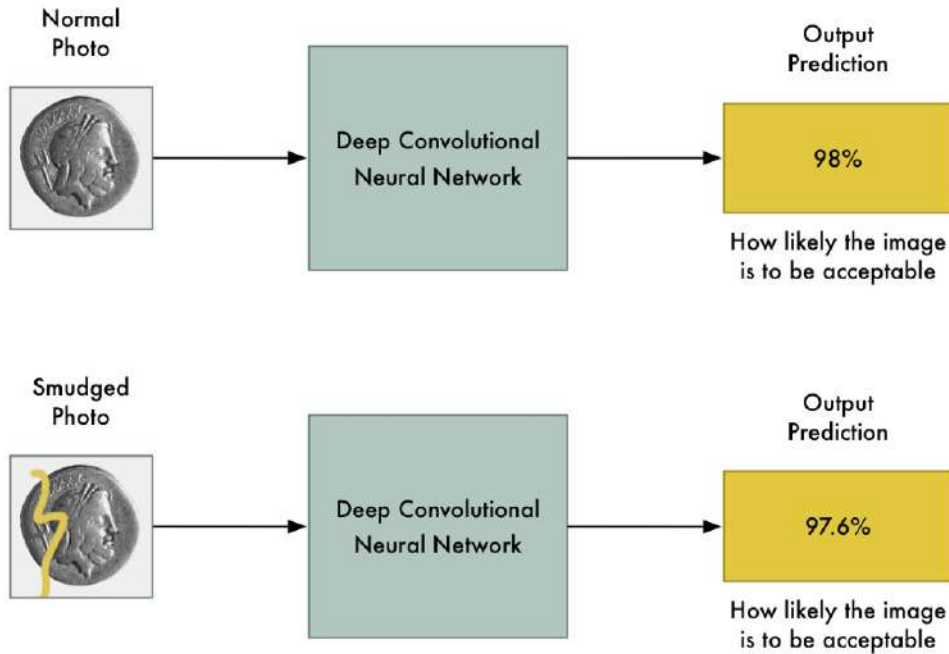 Normal
Photo
Deep Convolutional
Neural Network
Output
Prediction
98%
How likely the image
is to be acceptable
Smudged
Photo
Deep Convolutional
Neural Network
Output
Prediction
97.6%
How likely the image
is to be acceptable